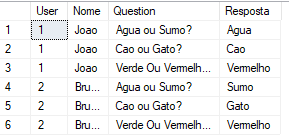 User Nome Question Resposta
1 1 Joao Agua ou Sumo? Agua
2 1 Joao Cao ou Gato? Cao
3 1 Joao Verde Ou Vermelh... Vermelho
4 2 Bru... Agua ou Sumo? Sumo
5 2 Bru... Cao ou Gato? Gato
6 2 Bru... Verde Ou Vermelh... Vermelho